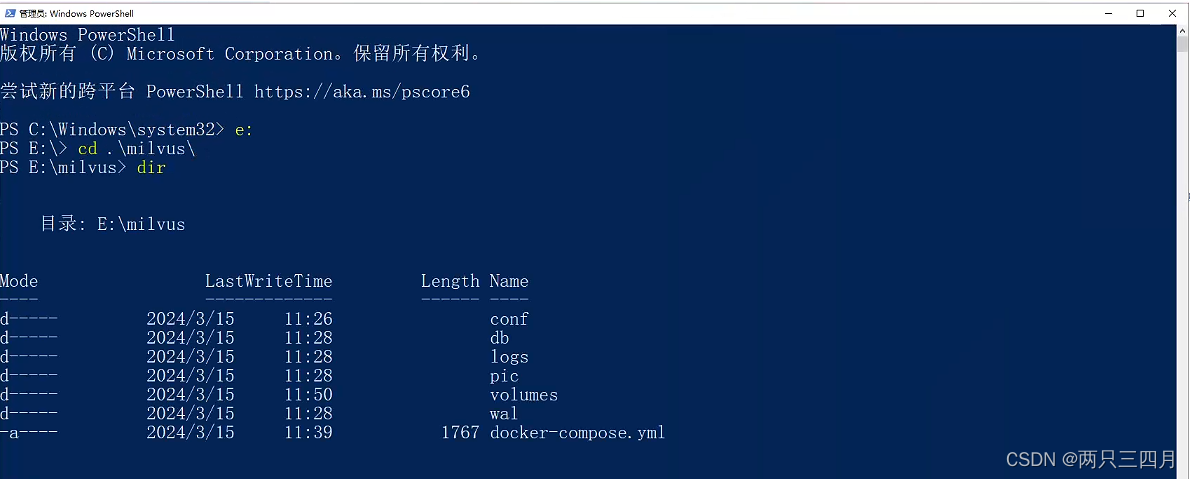 管理员: Windows PowerShell
Windows PowerShell
版权所有 (C) Microsoft Corporation。保留所有权利。
尝试新的跨平台 PowerShell https://aka.ms/pscore6
PS C:\Windows\system32> e:
PS E:\> cd .\milvus\
PS E:\milvus> dir
目录: E:\milvus
Mode LastWriteTime Length Name
---- ------------- ------ ----
d----- 2024/3/15 11:26 conf
d----- 2024/3/15 11:28 db
d----- 2024/3/15 11:28 logs
d----- 2024/3/15 11:28 pic
d----- 2024/3/15 11:50 volumes
d----- 2024/3/15 11:28 wal
-a---- 2024/3/15 11:39 1767 docker-compose.yml
CSDN @两只三四月